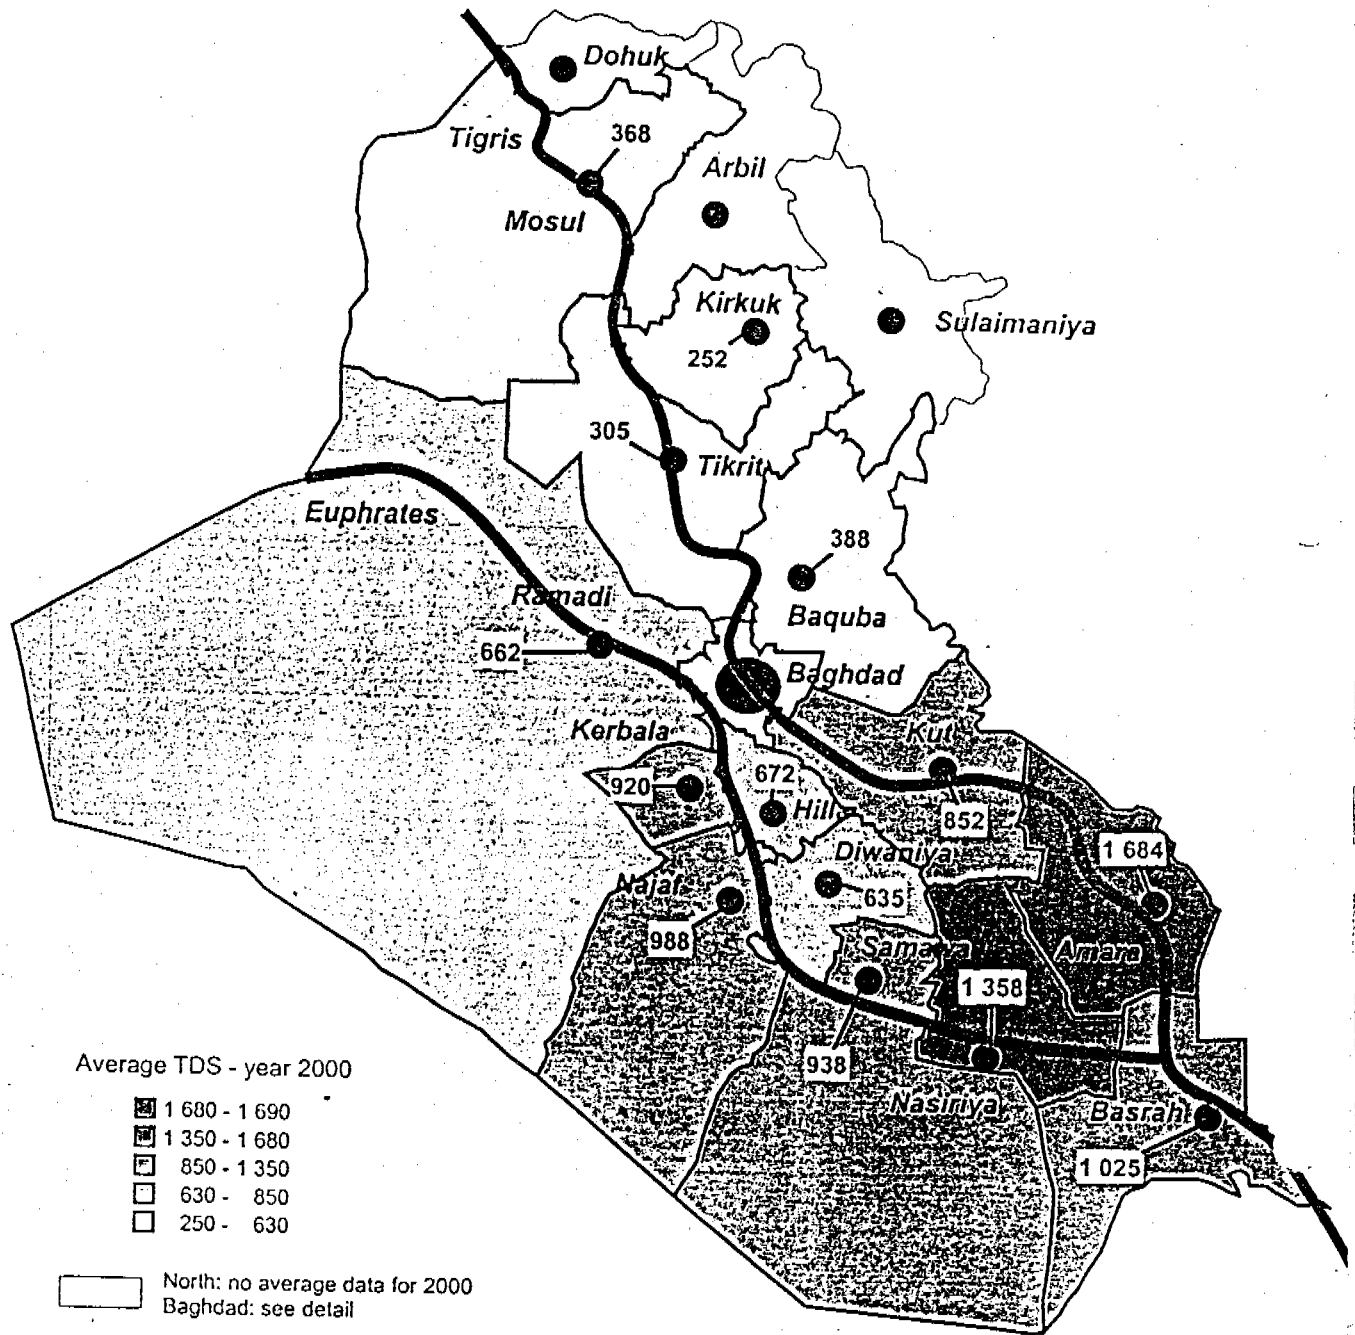 Dohuk
Tigris
368
Arbil
Mosul
Kirkuk
252
Sulaimaniya
305
Tikrit
Euphrates
388
Ramadi
Baquba
662
Baghdad
Kerbala
Kut
920
672
Hilla
852
1 684
Diwaniya
Najaf
635
988
Samawa
Amara
1 358
938
Nasiriya
Basrah
1 025
Average TDS - year 2000
1 680 - 1 690
1 350 - 1 680
850 - 1 350
630 - 850
250 - 630
North: no average data for 2000
Baghdad: see detail